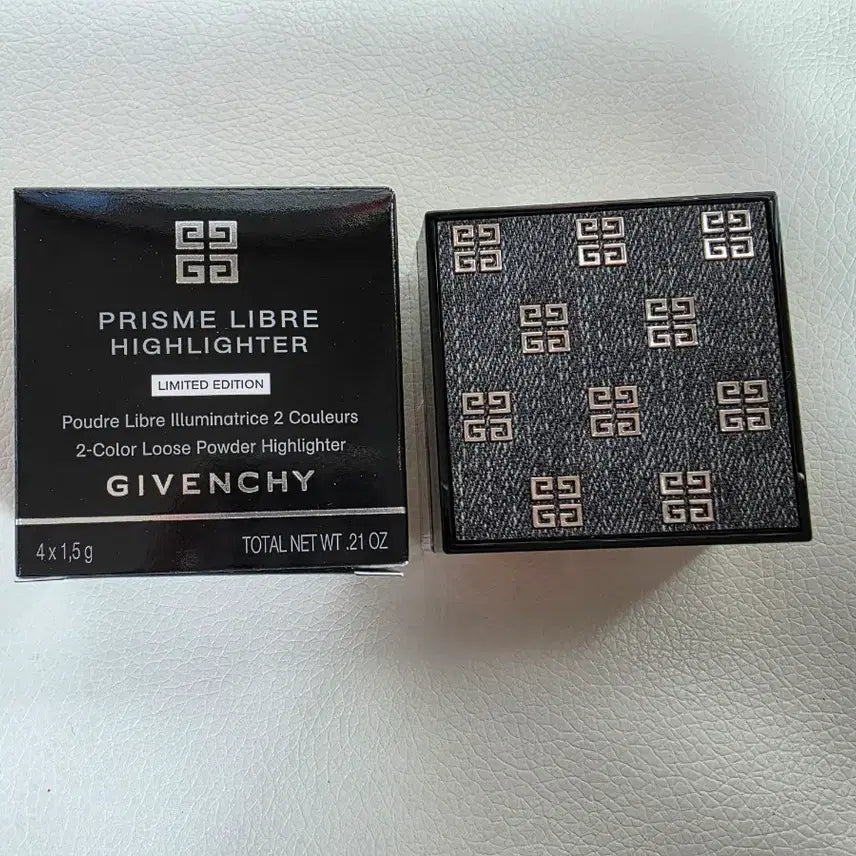 PRISME LIBRE
HIGHLIGHTER
LIMITED EDITION
Poudre Libre Illuminatrice 2 Couleurs
2-Color Loose Powder Highlighter
GIVENCHY
4 x 1,5 g
TOTAL NET WT .21 OZ